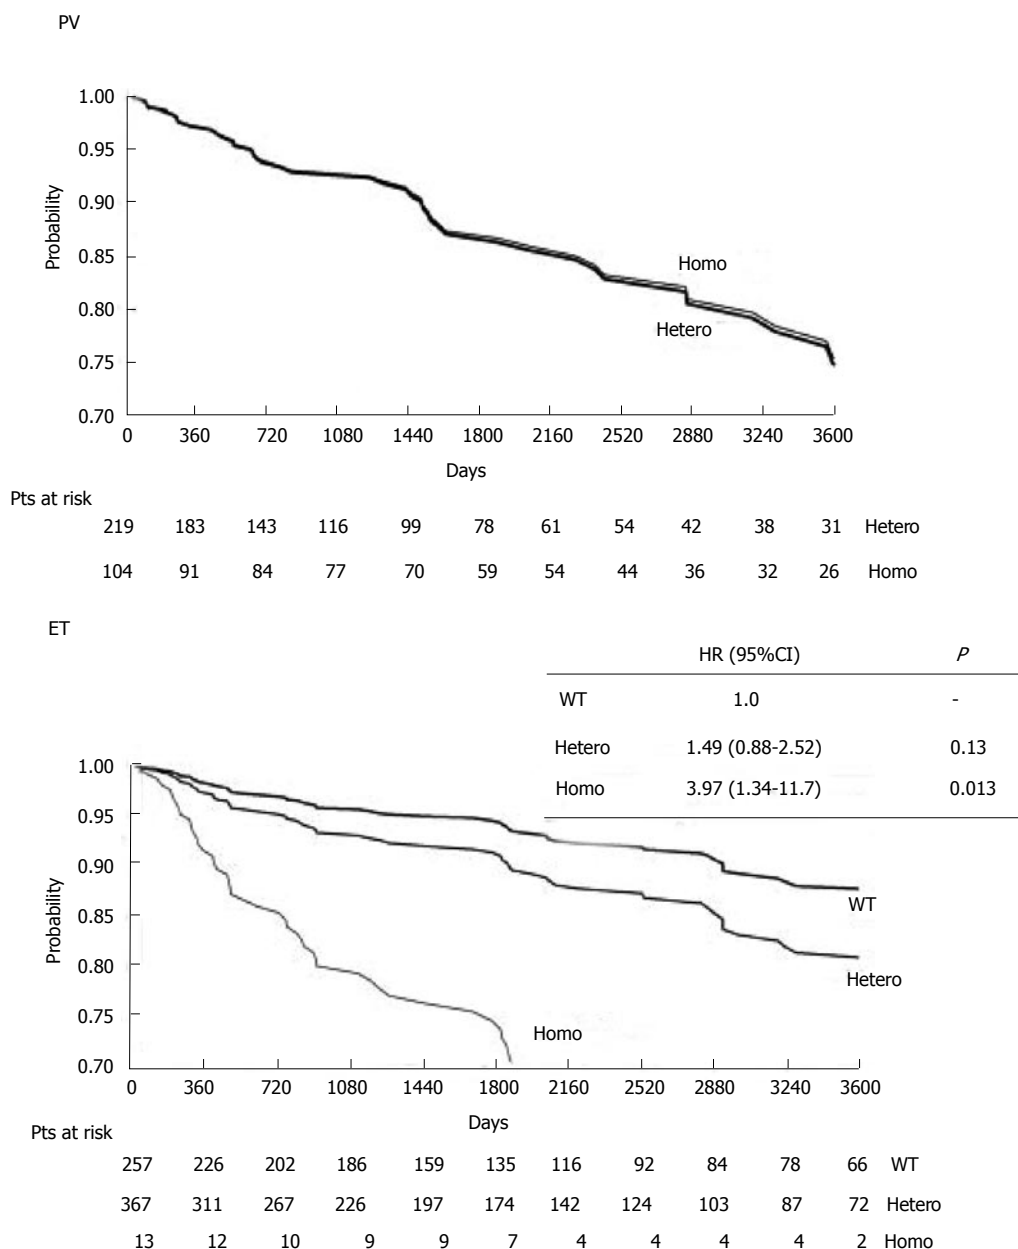 PV
1.00
0.95
0.90
0.85
0.80
0.75
0.70
Probability
Homo
Hetero
0 360 720 1080 1440 1800 2160 2520 2880 3240 3600
Days
Pts at risk
219 183 143 116 99 78 61 54 42 38 31 Hetero
104 91 84 77 70 59 54 44 36 32 26 Homo
ET
HR (95%CI) P
WT 1.0 -
Hetero 1.49 (0.88-2.52) 0.13
Homo 3.97 (1.34-11.7) 0.013
1.00
0.95
0.90
0.85
0.80
0.75
0.70
Probability
WT
Hetero
Homo
0 360 720 1080 1440 1800 2160 2520 2880 3240 3600
Days
Pts at risk
257 226 202 186 159 135 116 92 84 78 66 WT
367 311 267 226 197 174 142 124 103 87 72 Hetero
13 12 10 9 9 7 4 4 4 4 2 Homo